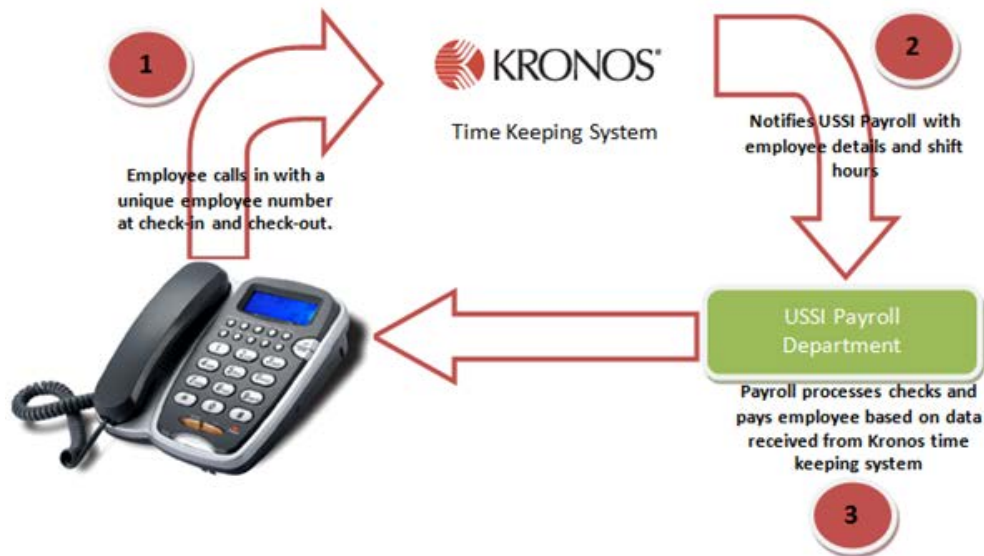 1
Employee calls in with a
unique employee number
at check-in and check-out.
KRONOS®
Time Keeping System
2
Notifies USSI Payroll with
employee details and shift
hours
USSI Payroll
Department
Payroll processes checks and
pays employee based on data
received from Kronos time
keeping system
3